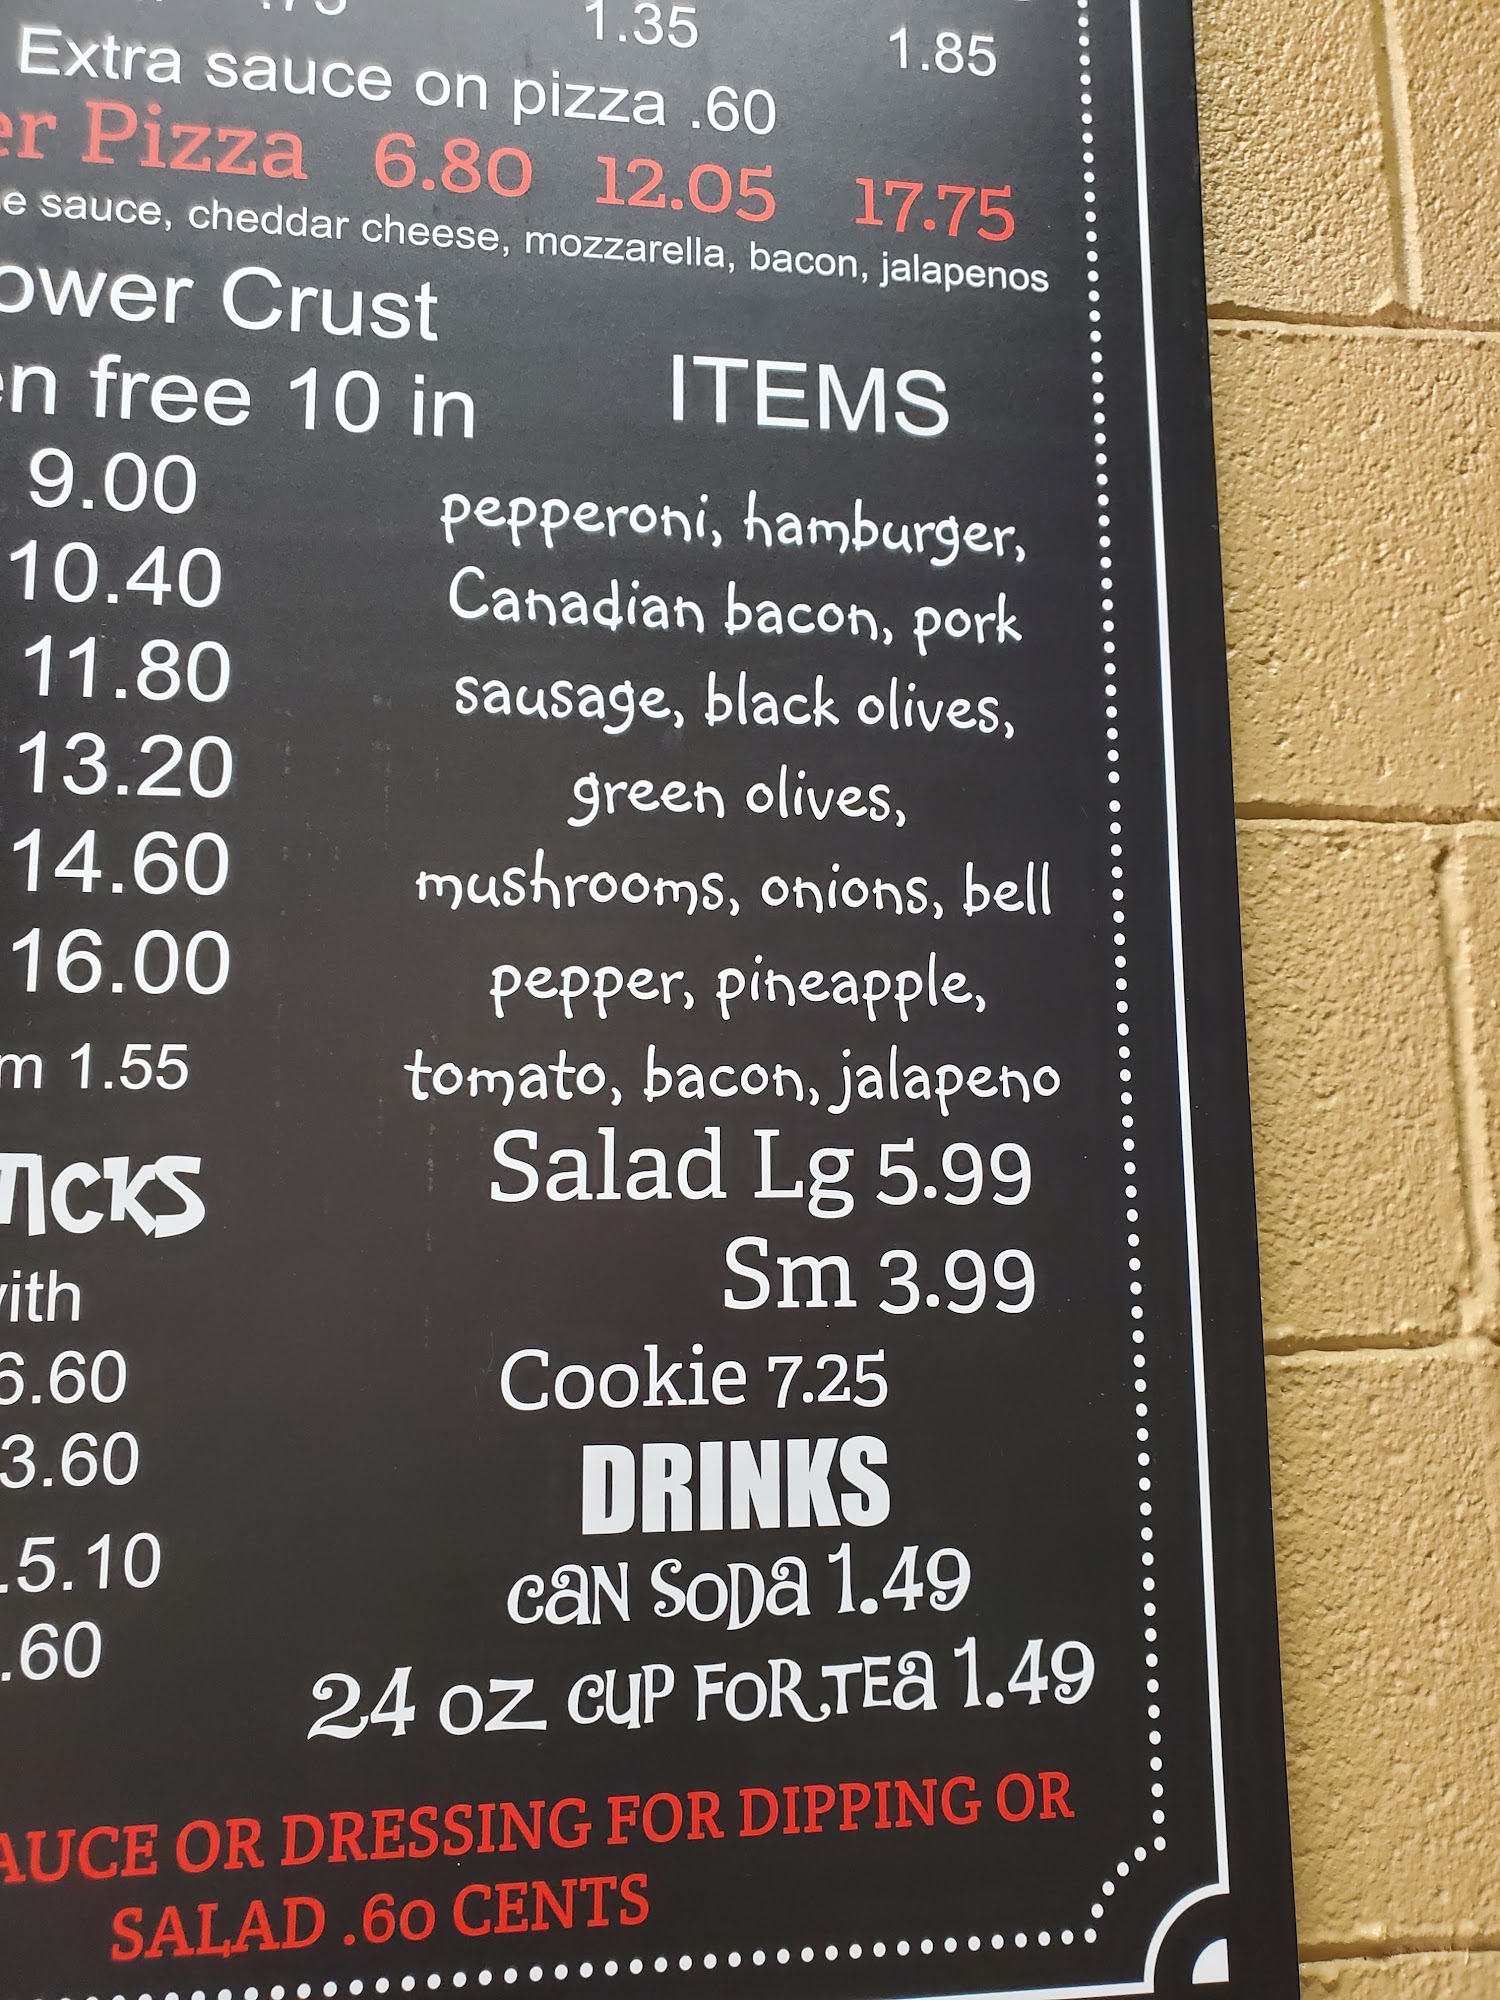 .75 1.35 1.85
Extra sauce on pizza .60
er Pizza 6.80 12.05 17.75
e sauce, cheddar cheese, mozzarella, bacon, jalapenos
ower Crust
en free 10 in
9.00
10.40
11.80
13.20
14.60
16.00
m 1.55
TICKS
with
6.60
3.60
.5.10
.60
ITEMS
pepperoni, hamburger,
Canadian bacon, pork
sausage, black olives,
green olives,
mushrooms, onions, bell
pepper, pineapple,
tomato, bacon, jalapeno
Salad Lg 5.99
Sm 3.99
Cookie 7.25
DRINKS
CaN SoDa 1.49
24 oz CUP FOR TEa 1.49
AUCE OR DRESSING FOR DIPPING OR
SALAD .60 CENTS